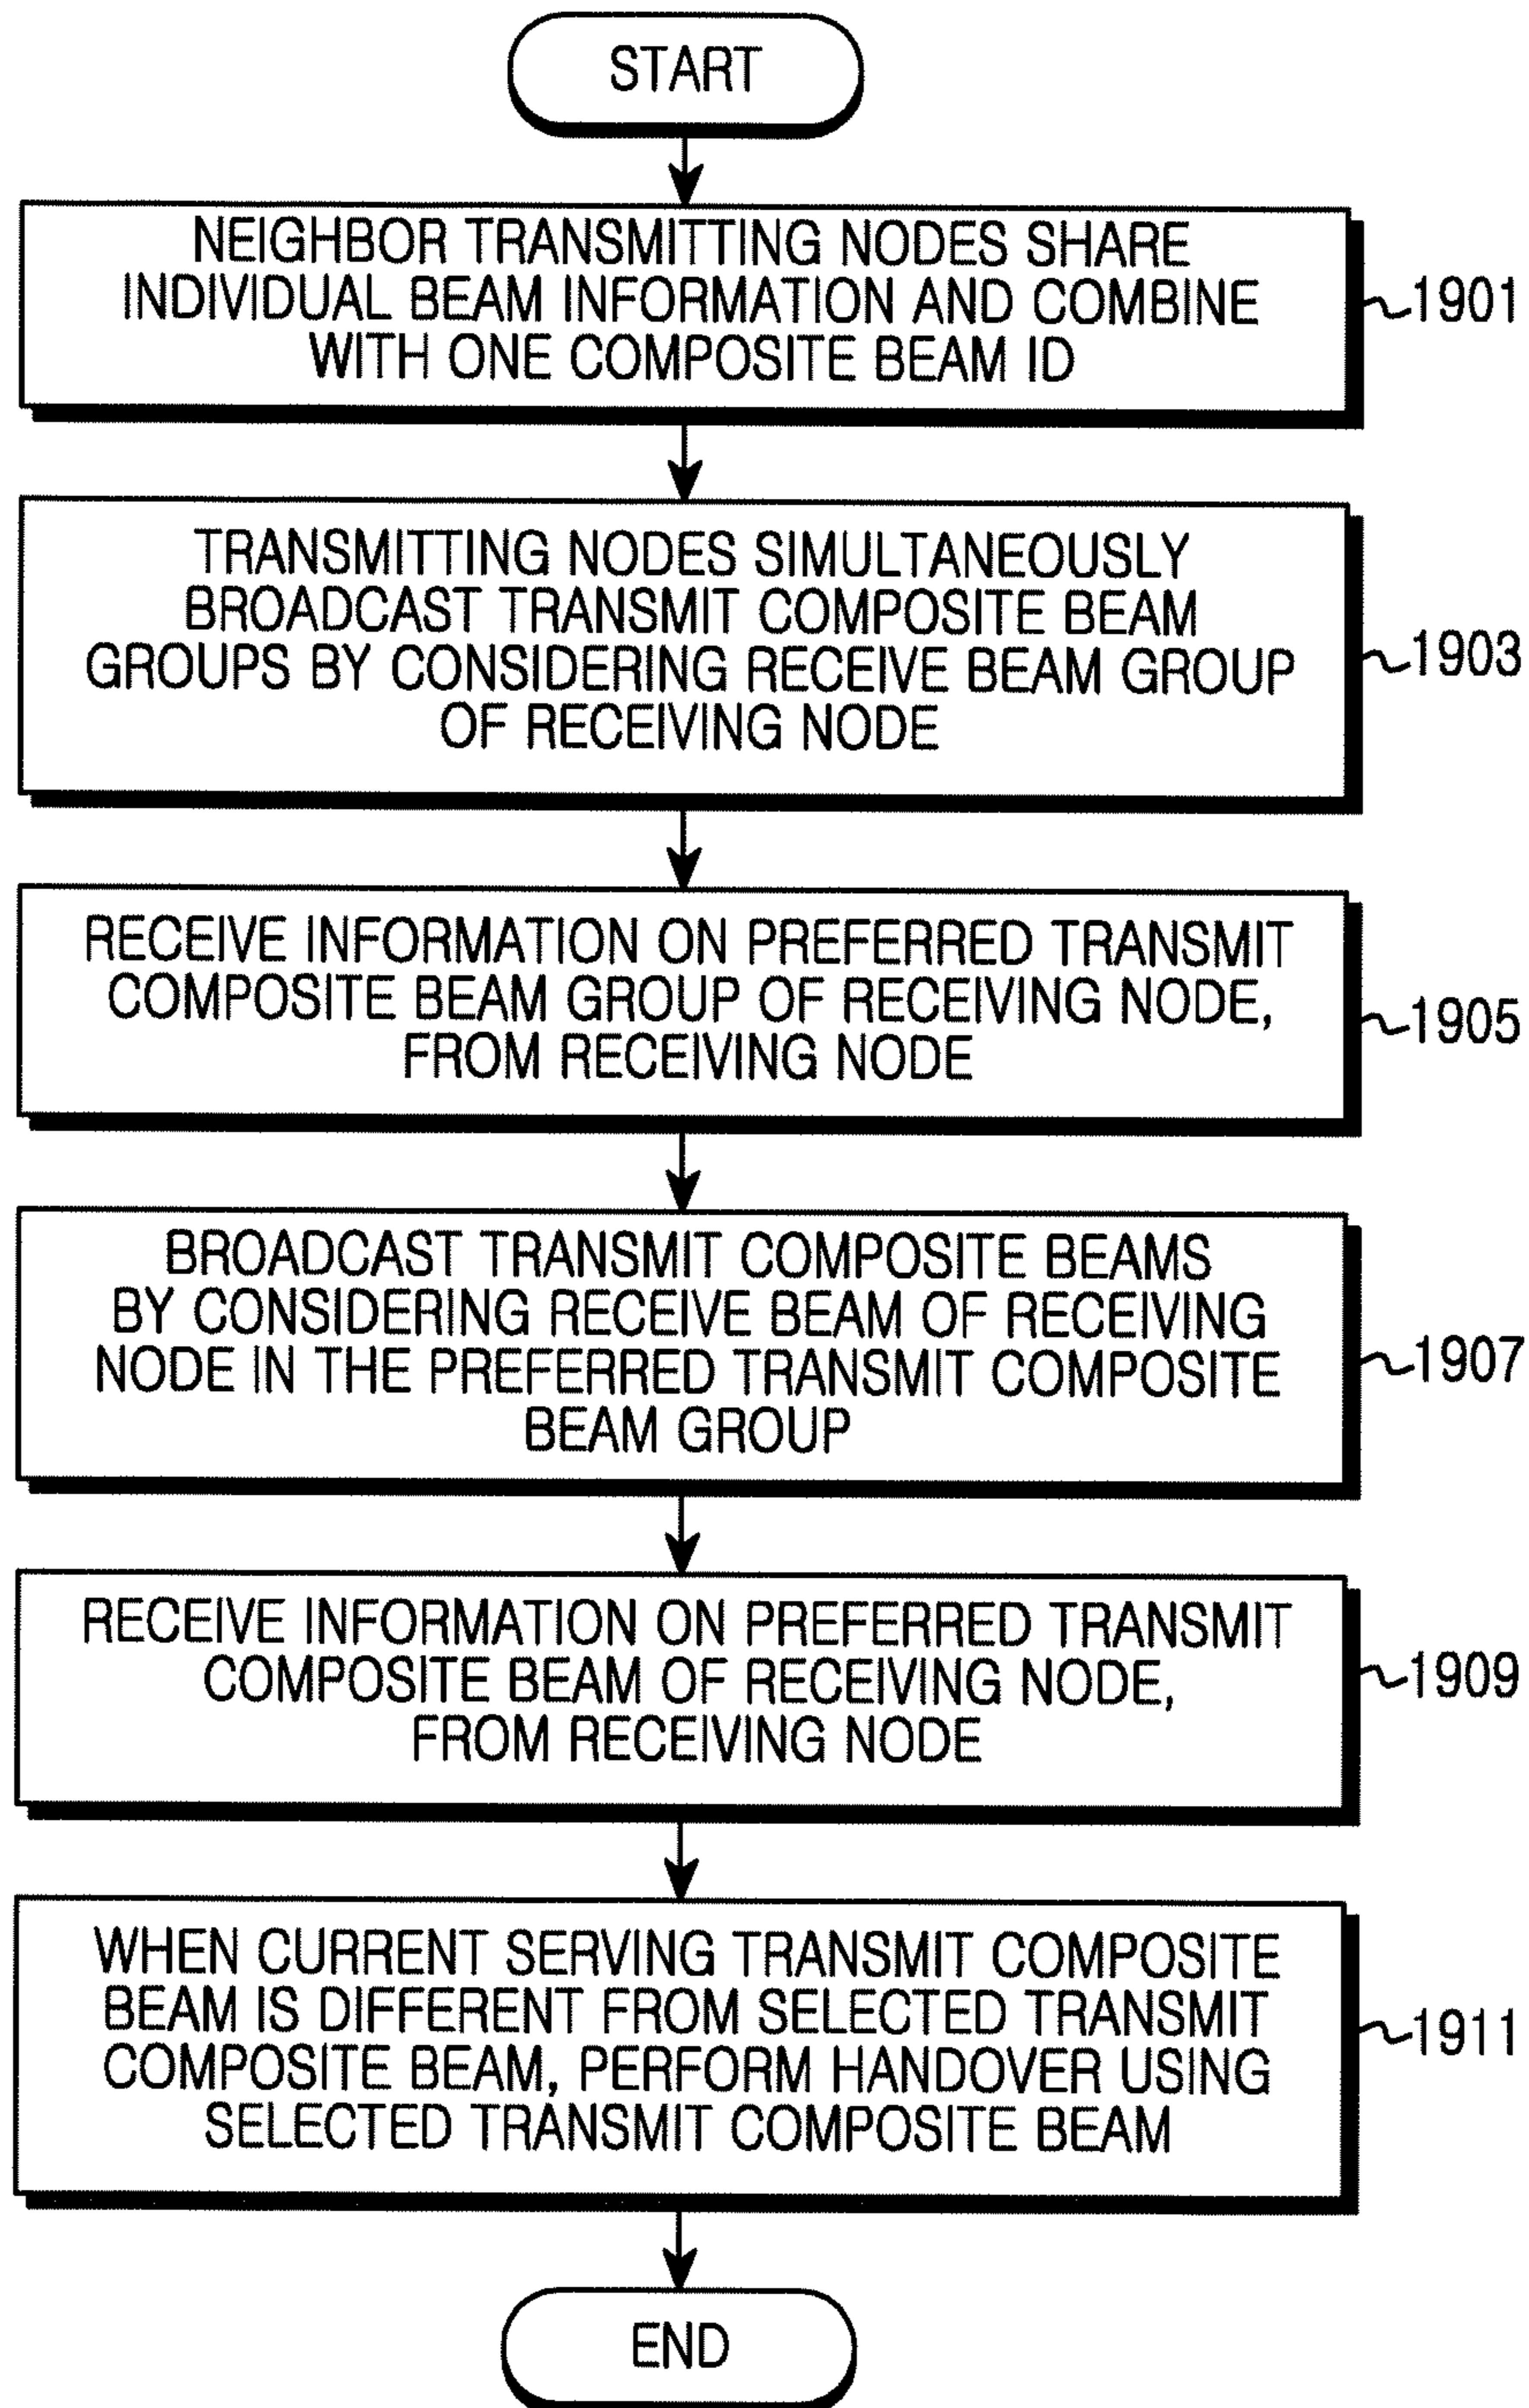 START
NEIGHBOR TRANSMITTING NODES SHARE
INDIVIDUAL BEAM INFORMATION AND COMBINE
WITH ONE COMPOSITE BEAM ID
1901
TRANSMITTING NODES SIMULTANEOUSLY
BROADCAST TRANSMIT COMPOSITE BEAM
GROUPS BY CONSIDERING RECEIVE BEAM GROUP
OF RECEIVING NODE
1903
RECEIVE INFORMATION ON PREFERRED TRANSMIT
COMPOSITE BEAM GROUP OF RECEIVING NODE,
FROM RECEIVING NODE
1905
BROADCAST TRANSMIT COMPOSITE BEAMS
BY CONSIDERING RECEIVE BEAM OF RECEIVING
NODE IN THE PREFERRED TRANSMIT COMPOSITE
BEAM GROUP
1907
RECEIVE INFORMATION ON PREFERRED TRANSMIT
COMPOSITE BEAM OF RECEIVING NODE,
FROM RECEIVING NODE
1909
WHEN CURRENT SERVING TRANSMIT COMPOSITE
BEAM IS DIFFERENT FROM SELECTED TRANSMIT
COMPOSITE BEAM, PERFORM HANDOVER USING
SELECTED TRANSMIT COMPOSITE BEAM
1911
END